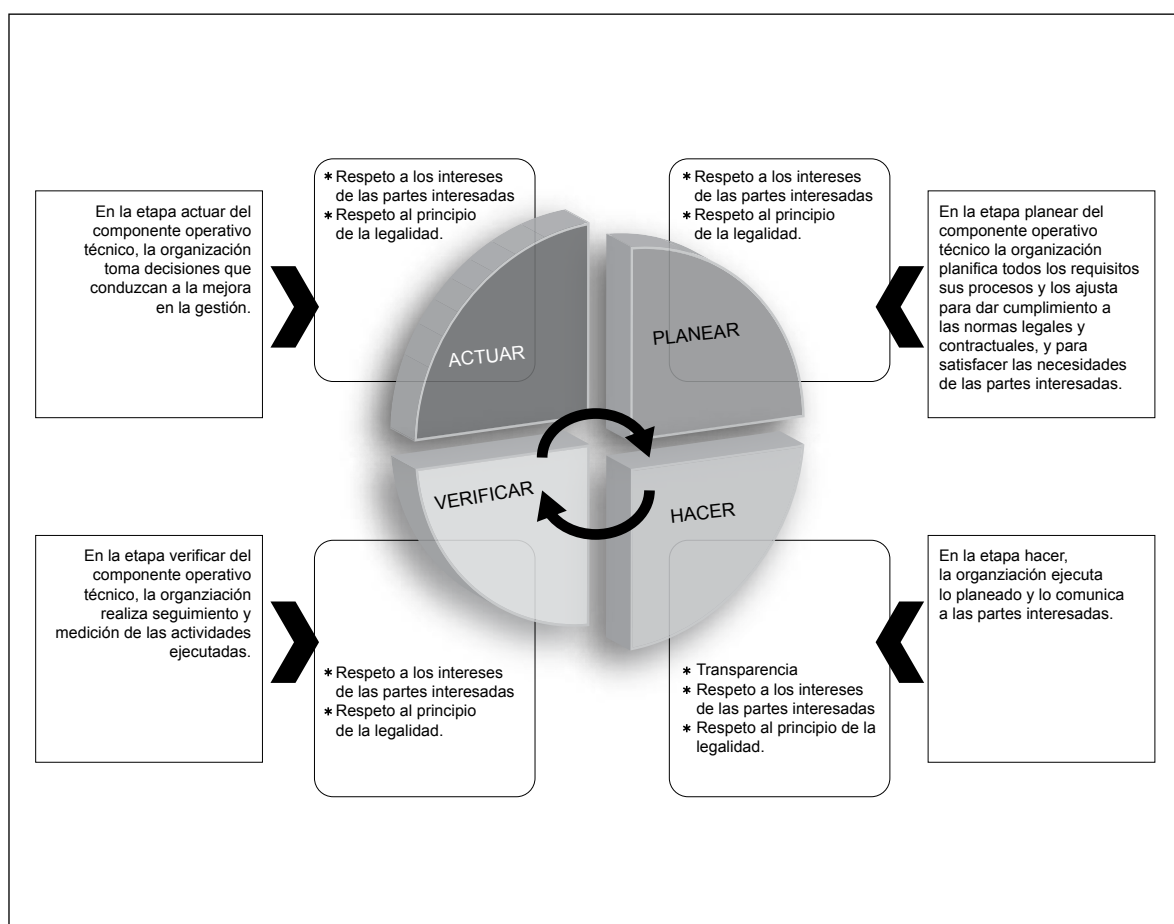 En la etapa actuar del
componente operativo
técnico, la organización
toma decisiones que
conduzcan a la mejora
en la gestión.
* Respeto a los intereses
de las partes interesadas
* Respeto al principio
de la legalidad.
* Respeto a los intereses
de las partes interesadas
* Respeto al principio
de la legalidad.
En la etapa planear del
componente operativo
técnico la organización
planifica todos los requisitos
sus procesos y los ajusta
para dar cumplimiento a
las normas legales y
contractuales, y para
satisfacer las necesidades
de las partes interesadas.
ACTUAR
PLANEAR
VERIFICAR
HACER
En la etapa verificar del
componente operativo
técnico, la organziación
realiza seguimiento y
medición de las actividades
ejecutadas.
* Respeto a los intereses
de las partes interesadas
* Respeto al principio
de la legalidad.
* Transparencia
* Respeto a los intereses
de las partes interesadas
* Respeto al principio de la
legalidad.
En la etapa hacer,
la organziación ejecuta
lo planeado y lo comunica
a las partes interesadas.